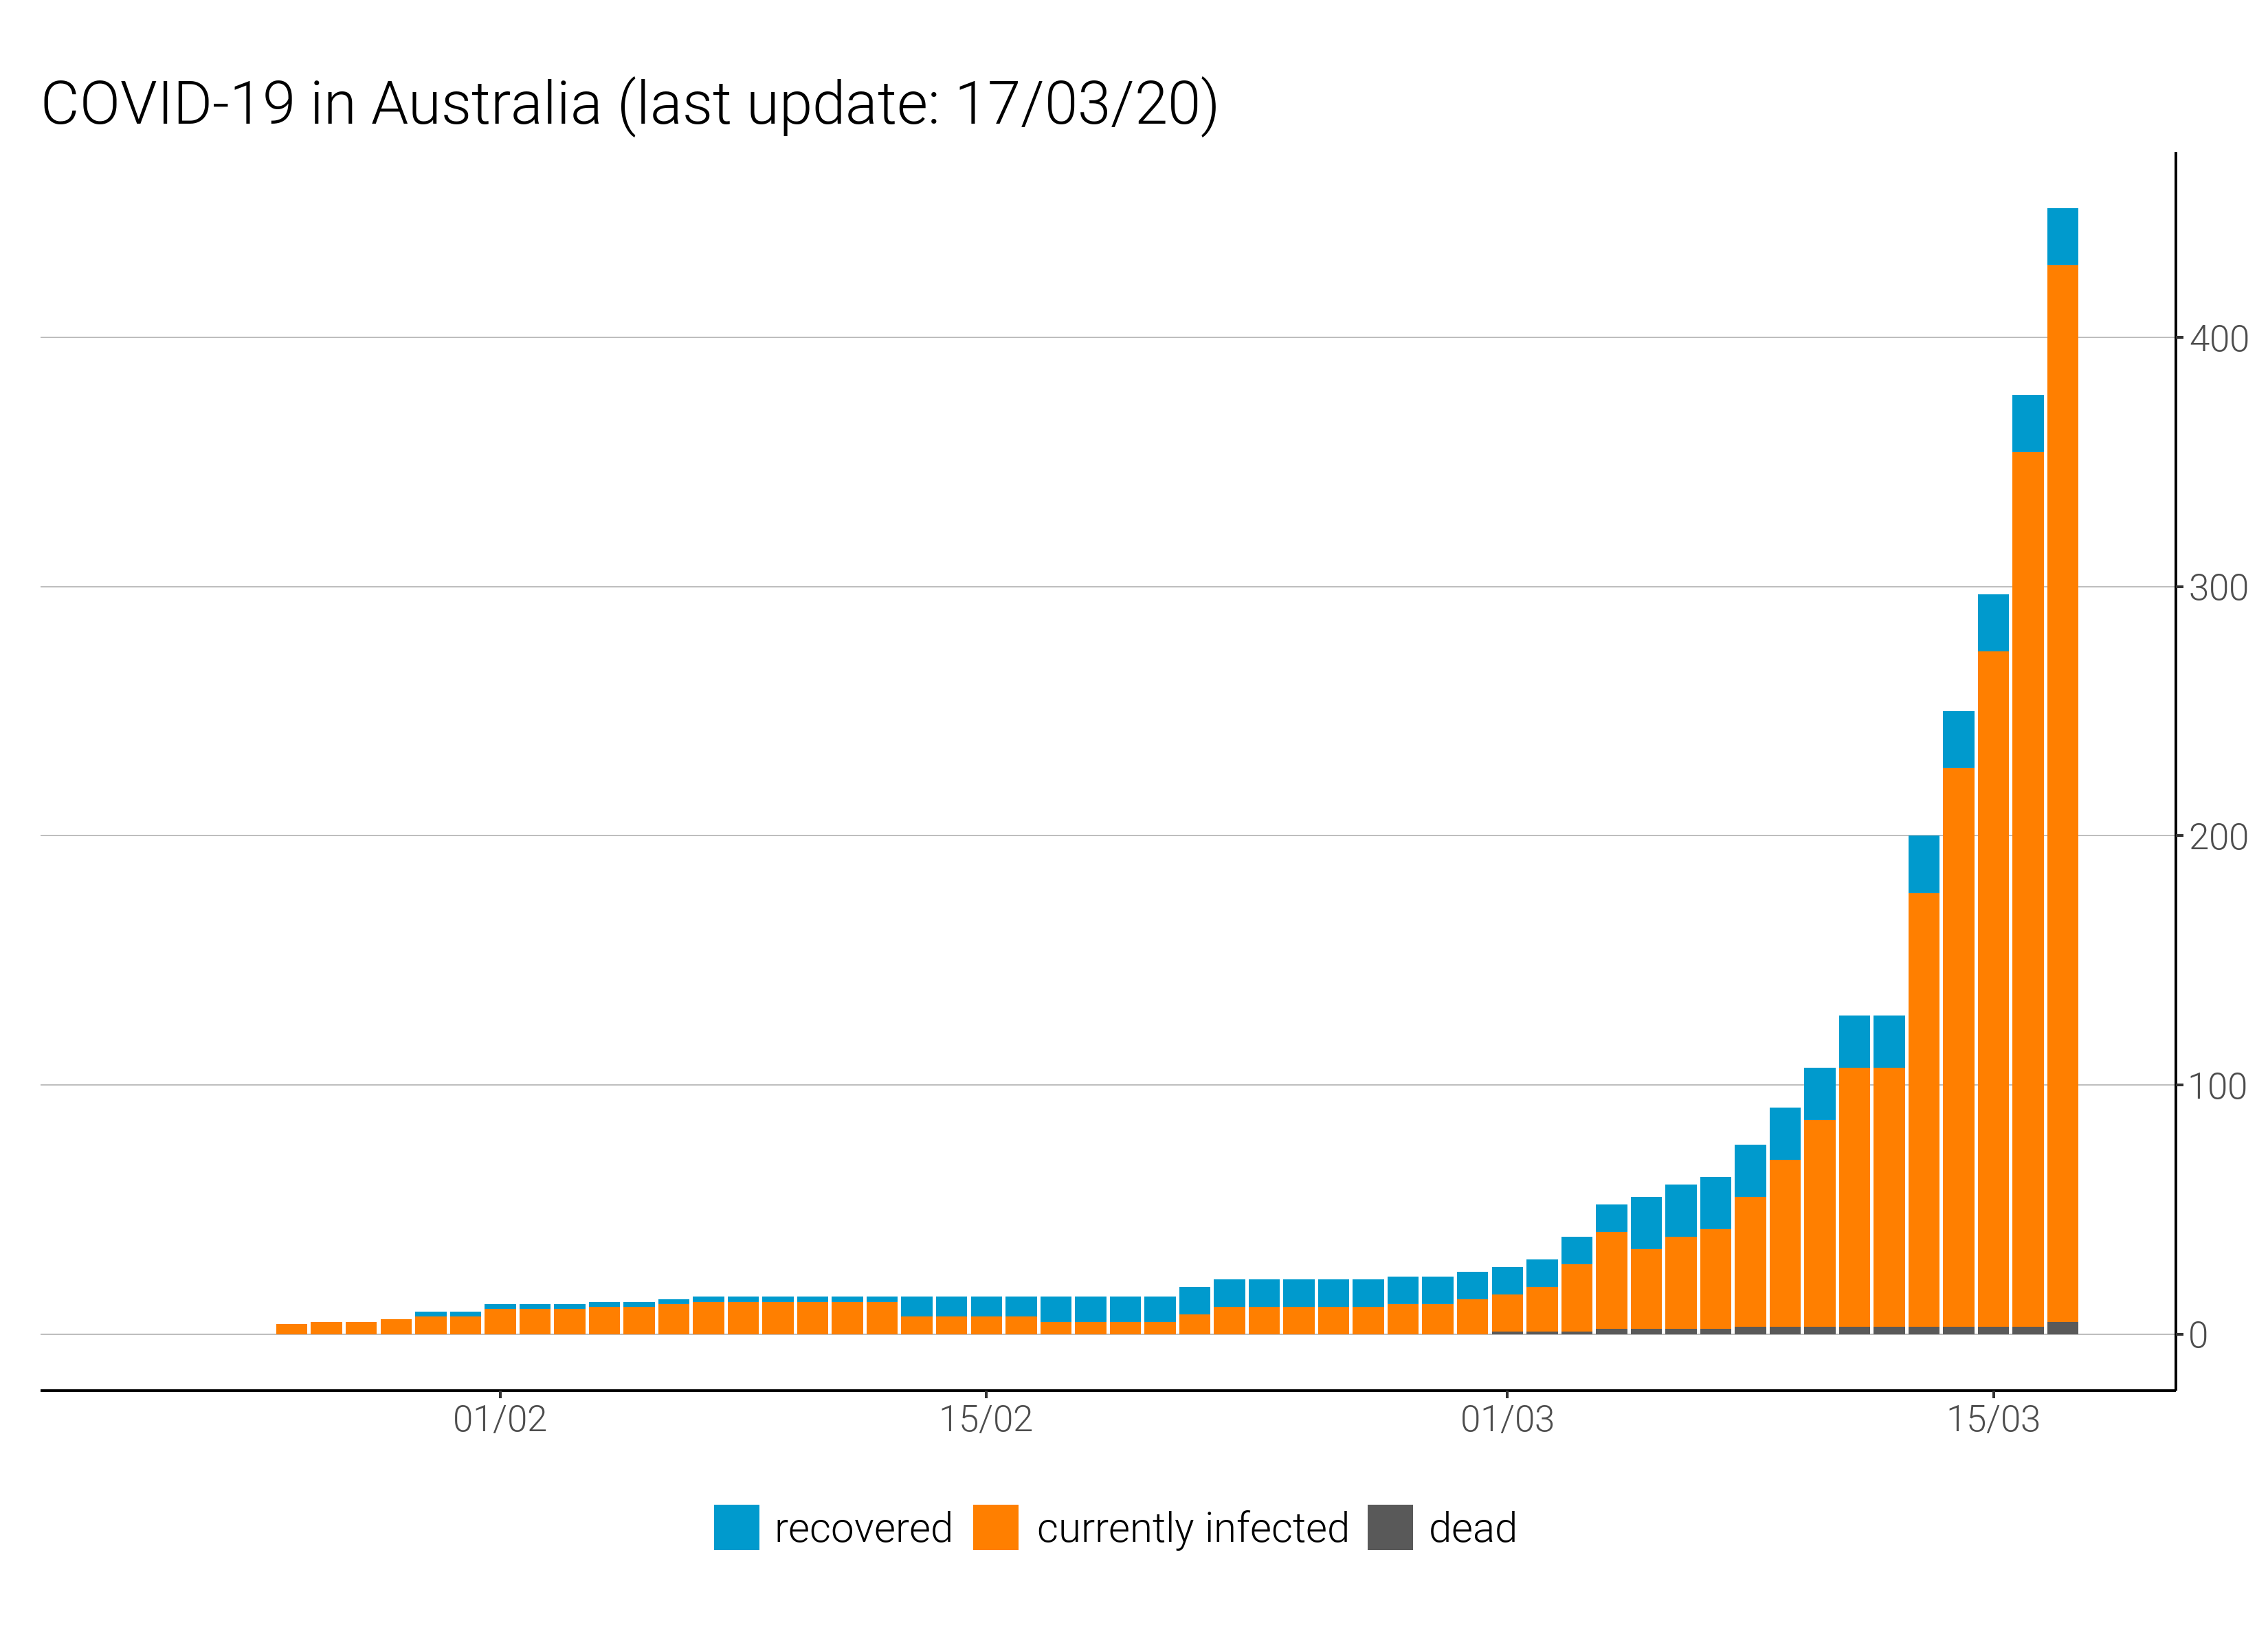 COVID-19 in Australia (last update: 17/03/20)
400
300
200
100
0
01/02 15/02 01/03 15/03
recovered currently infected dead